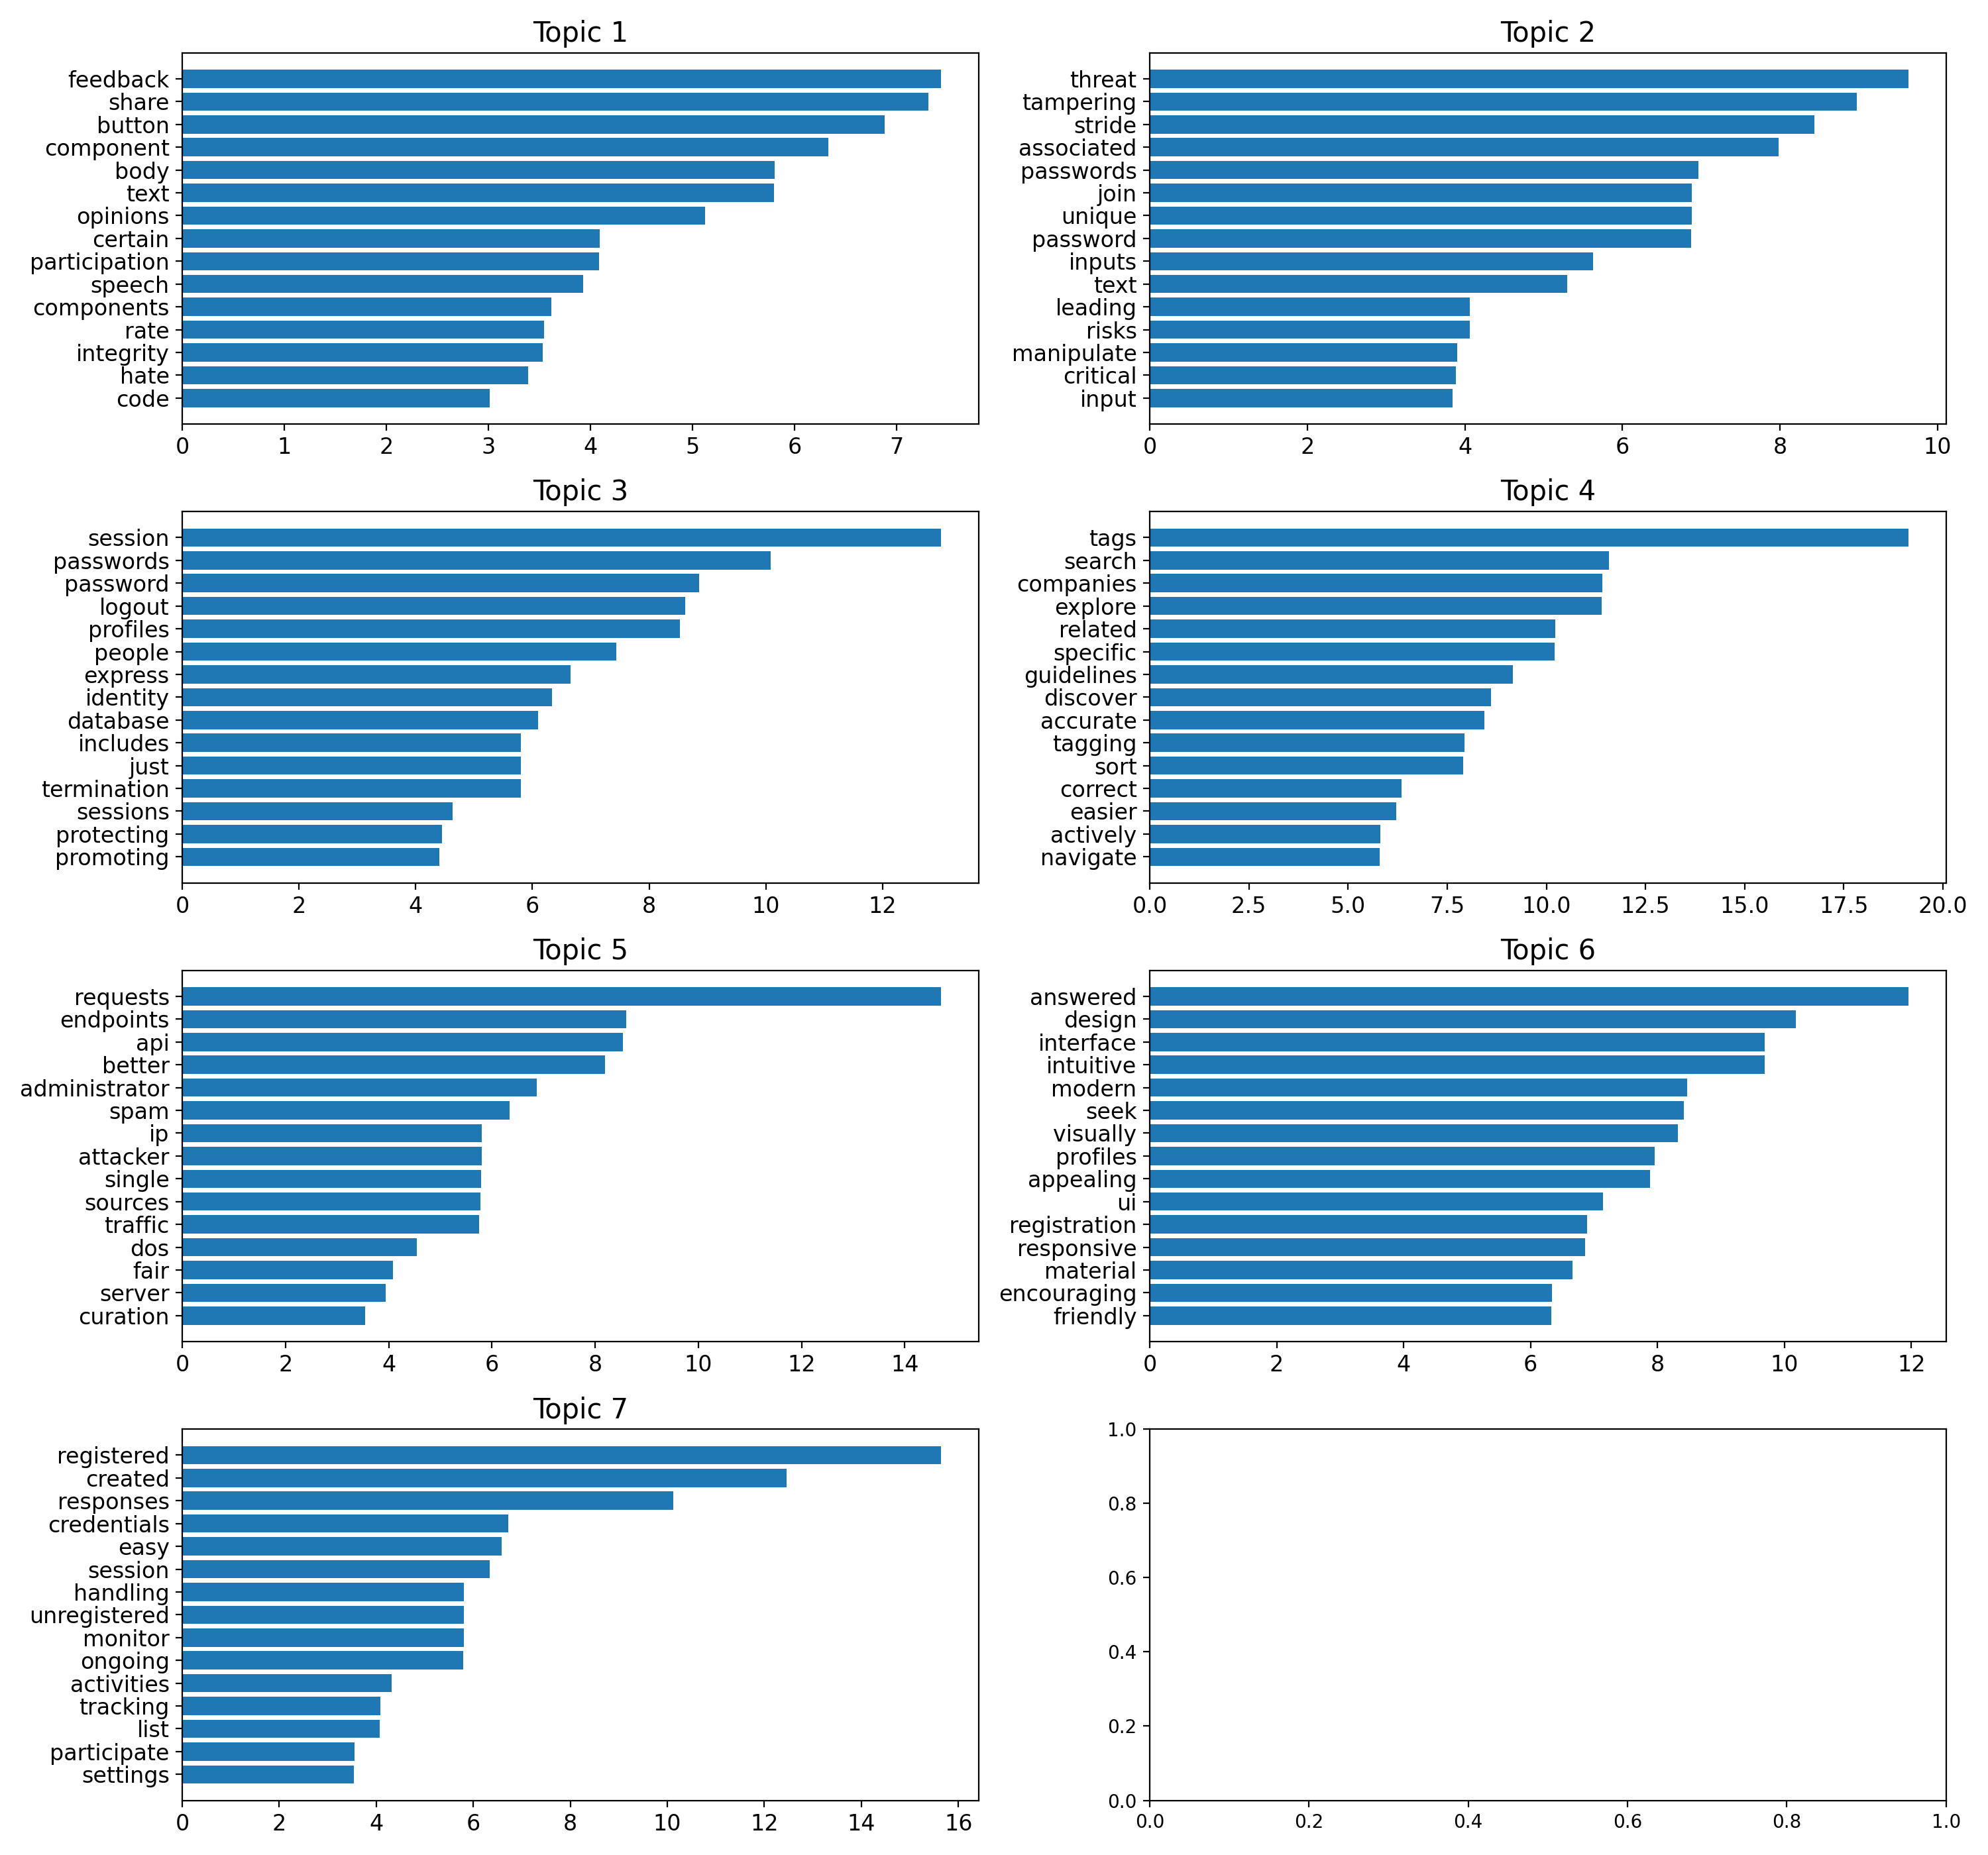 Topic 1
feedback
share
button
component
body
text
opinions
certain
participation
speech
components
rate
integrity
hate
code
0 1 2 3 4 5 6 7
Topic 2
threat
tampering
stride
associated
passwords
join
unique
password
inputs
text
leading
risks
manipulate
critical
input
0 2 4 6 8 10
Topic 3
session
passwords
password
logout
profiles
people
express
identity
database
includes
just
termination
sessions
protecting
promoting
0 2 4 6 8 10 12
Topic 4
tags
search
companies
explore
related
specific
guidelines
discover
accurate
tagging
sort
correct
easier
actively
navigate
0.0 2.5 5.0 7.5 10.0 12.5 15.0 17.5 20.0
Topic 5
requests
endpoints
api
better
administrator
spam
ip
attacker
single
sources
traffic
dos
fair
server
curation
0 2 4 6 8 10 12 14
Topic 6
answered
design
interface
intuitive
modern
seek
visually
profiles
appealing
ui
registration
responsive
material
encouraging
friendly
0 2 4 6 8 10 12
Topic 7
registered
created
responses
credentials
easy
session
handling
unregistered
monitor
ongoing
activities
tracking
list
participate
settings
0 2 4 6 8 10 12 14 16
1.0
0.8
0.6
0.4
0.2
0.0
0.0 0.2 0.4 0.6 0.8 1.0